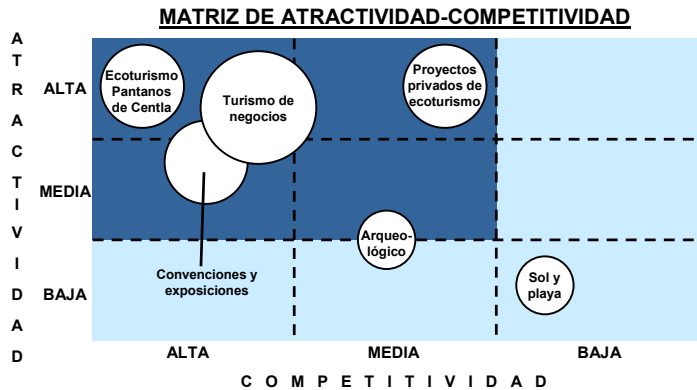 MATRIZ DE ATRACTIVIDAD-COMPETITIVIDAD
A T R A C T I V I D A D
ALTA
MEDIA
BAJA
Ecoturismo
Pantanos
de Centla
Turismo de
negocios
Proyectos
privados de
ecoturismo
Arqueo-
lógico
Convenciones y
exposiciones
Sol y
playa
ALTA
MEDIA
BAJA
C O M P E T I T I V I D A D